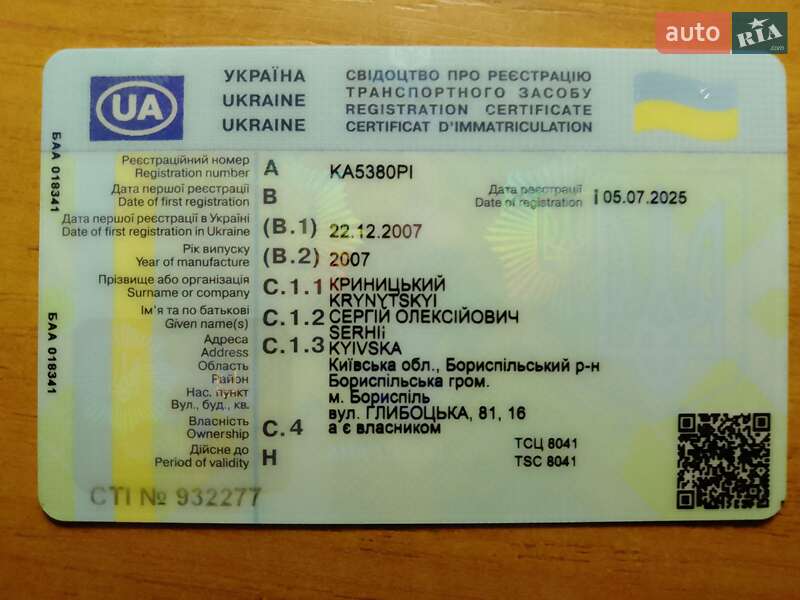 auto RIA .com
УКРАЇНА СВІДОЦТВО ПРО РЕЄСТРАЦІЮ
UKRAINE ТРАНСПОРТНОГО ЗАСОБУ
UKRAINE REGISTRATION CERTIFICATE
CERTIFICAT D'IMMATRICULATION
UA
Реєстраційний номер
Registration number A KA5380PI
Дата першої реєстрації
Date of first registration B
Дата реєстрації
Date of registration i 05.07.2025
Дата першої реєстрації в Україні
Date of first registration in Ukraine (B.1) 22.12.2007
Рік випуску
Year of manufacture (B.2) 2007
Прізвище або організація
Surname or company C.1.1 КРИНИЦЬКИЙ
KRYNYTSKYI
Ім'я та по батькові
Given name(s) C.1.2 СЕРГІЙ ОЛЕКСІЙОВИЧ
SERHIi
Адреса
Address C.1.3 KYIVSKA
Область Київська обл., Бориспільський р-н
Район Бориспільська гром.
Нас. пункт м. Бориспіль
Вул., буд., кв. вул. ГЛИБОЦЬКА, 81, 16
Власність
Ownership C.4 а є власником
Дійсне до
Period of validity H
ТСЦ 8041
TSC 8041
СТІ № 932277
БАА 018341
БАА 018341